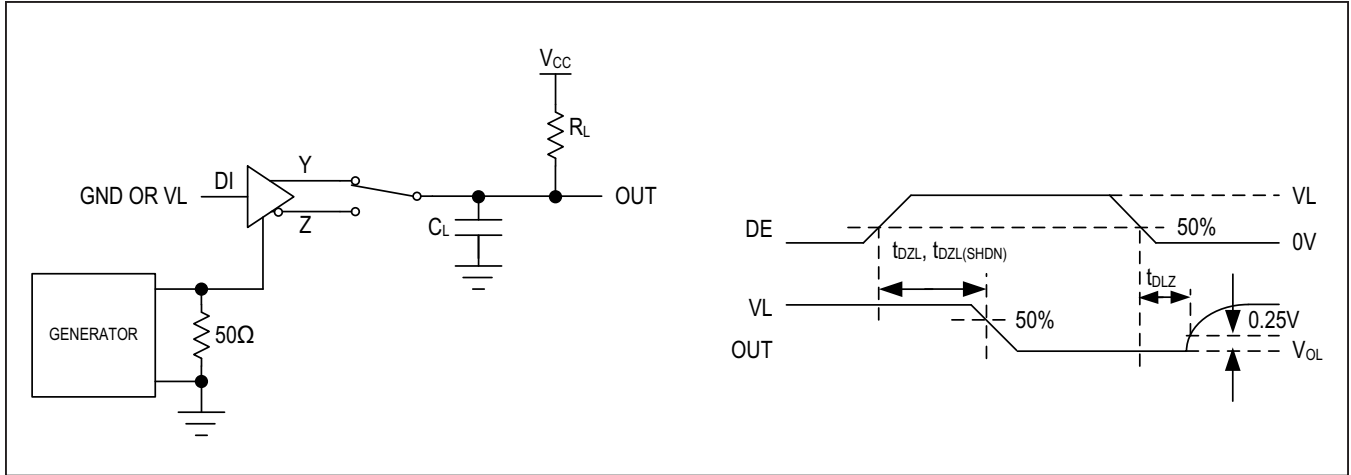 VCC
RL
Y
GND OR VL
DI
OUT
Z
CL
GENERATOR
50Ω
VL
DE
50%
0V
tDZL, tDZL(SHDN)
tDLZ
VL
50%
0.25V
OUT
VOL